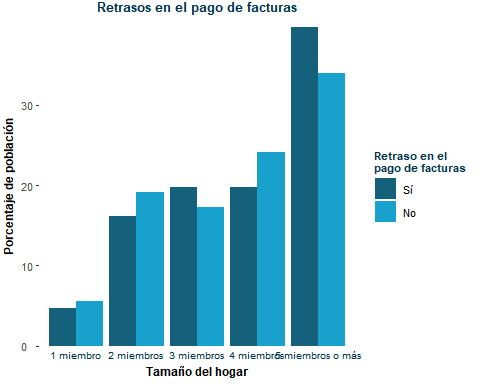 Retrasos en el pago de facturas
Porcentaje de población
30
20
10
0
1 miembro
2 miembros
3 miembros
4 miembros
5 miembros o más
Tamaño del hogar
Retraso en el
pago de facturas
Sí
No